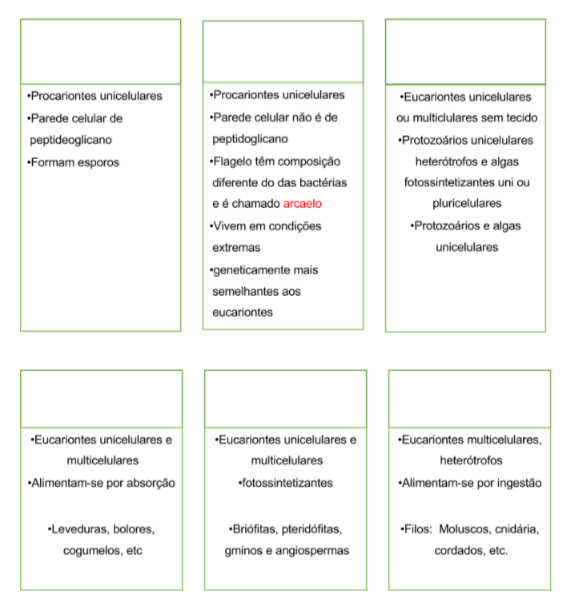 •Procariontes unicelulares
•Parede celular de
peptideoglicano
•Formam esporos
•Procariontes unicelulares
•Parede celular não é de
peptidoglicano
•Flagelo têm composição
diferente do das bactérias
e é chamado arcaelo
•Vivem em condições
extremas
•geneticamente mais
semelhantes aos
eucariontes
•Eucariontes unicelulares
ou multiclulares sem tecido
•Protozoários unicelulares
heterótrofos e algas
fotossintetizantes uni ou
pluricelulares
•Protozoários e algas
unicelulares
•Eucariontes unicelulares e
multicelulares
•Alimentam-se por absorção
•Leveduras, bolores,
cogumelos, etc
•Eucariontes unicelulares e
multicelulares
•fotossintetizantes
•Briófitas, pteridófitas,
gminos e angiospermas
•Eucariontes multicelulares,
heterótrofos
•Alimentam-se por ingestão
•Filos: Moluscos, cnidária,
cordados, etc.